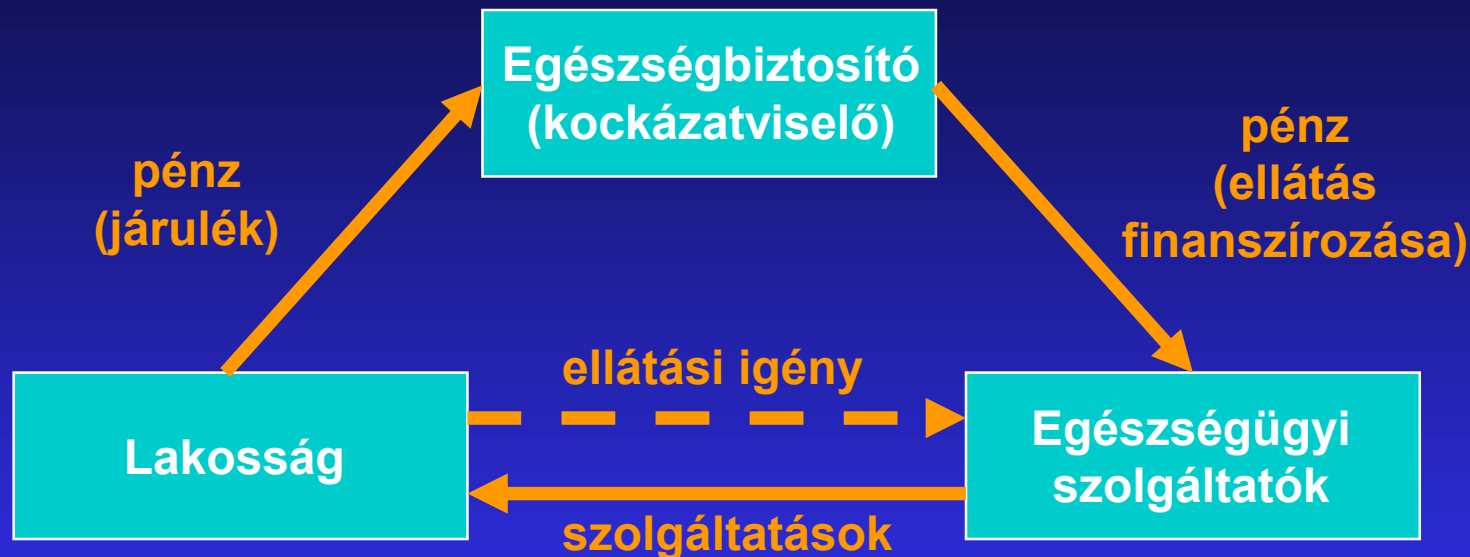 Egészségbiztosító
(kockázatviselő)
pénz
(járulék)
pénz
(ellátás
finanszírozása)
ellátási igény
Lakosság
Egészségügyi
szolgáltatók
szolgáltatások